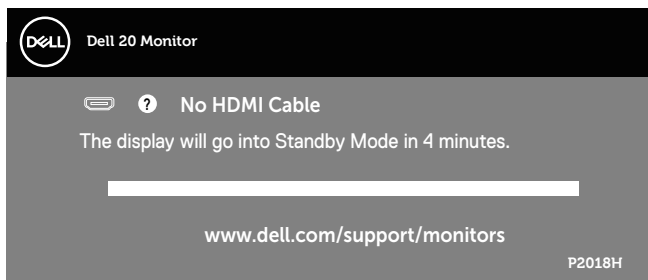 DELL
Dell 20 Monitor
? No HDMI Cable
The display will go into Standby Mode in 4 minutes.
www.dell.com/support/monitors
P2018H